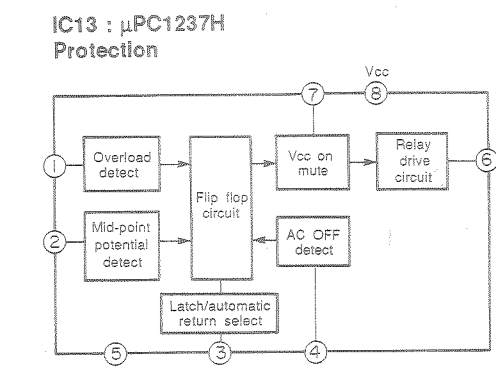 IC13 : µPC1237H
Protection
Vcc
7
8
1
Overload
detect
Flip flop
circuit
Vcc on
mute
Relay
drive
circuit
6
2
Mid-point
potential
detect
AC OFF
detect
Latch/automatic
return select
5
3
4